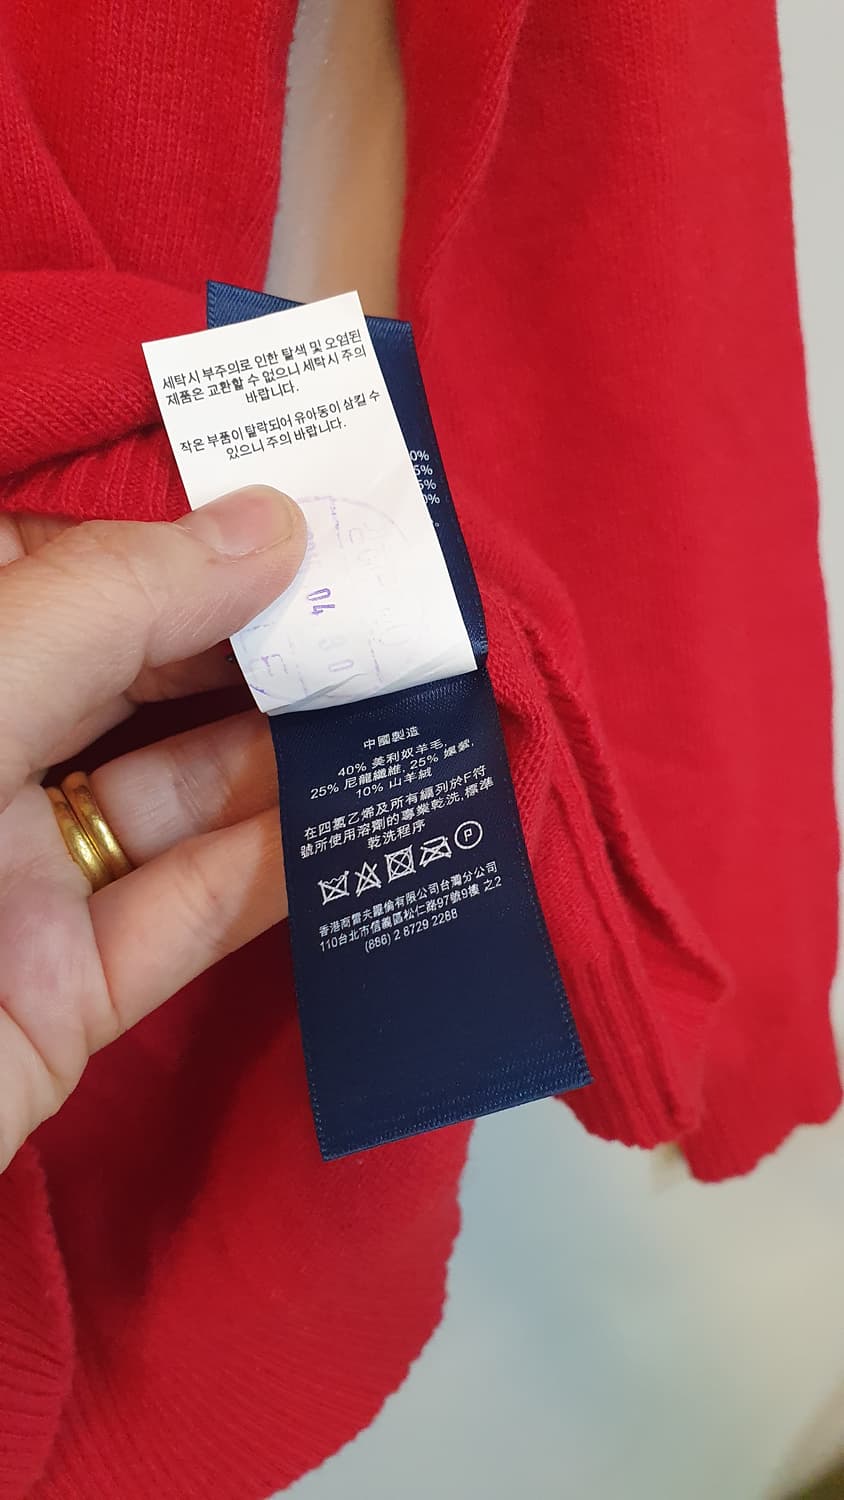 세탁시 부주의로 인한 탈색 및 오염된
제품은 교환할 수 없으니 세탁시 주의
바랍니다.
작은 부품이 탈락되어 유아동이 삼킬 수
있으니 주의 바랍니다.
0%
5%
5%
0%
04
中國製造
40% 美利奴羊毛,
25% 尼龍纖維, 25% 嫘縈,
10% 山羊絨
在四氯乙烯及所有縮列於F符
號所使用溶劑的專業乾洗,標準
乾洗程序
P
香港商雷夫羅倫有限公司台灣分公司
110台北市信義區松仁路97號9樓 之2
(886) 2 8729 2288